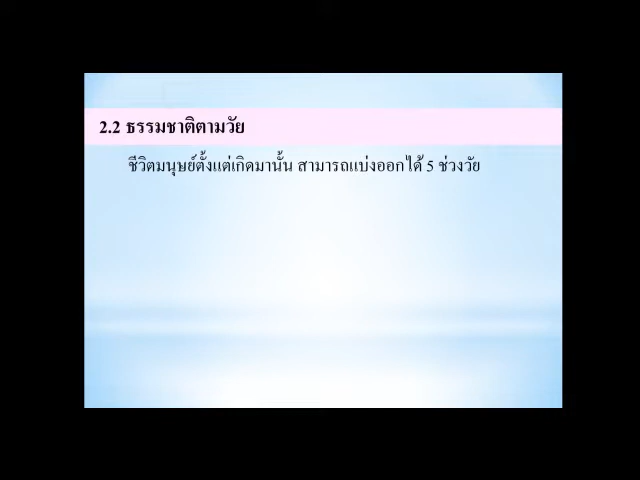 2.2 ธรรมชาติตามวัย
ชีวิตมนุษย์ตั้งแต่เกิดมานั้น สามารถแบ่งออกได้ 5 ช่วงวัย